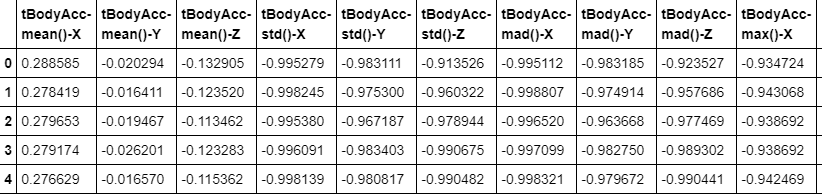 tBodyAcc-mean()-X tBodyAcc-mean()-Y tBodyAcc-mean()-Z tBodyAcc-std()-X tBodyAcc-std()-Y tBodyAcc-std()-Z tBodyAcc-mad()-X tBodyAcc-mad()-Y tBodyAcc-mad()-Z tBodyAcc-max()-X
0 0.288585 -0.020294 -0.132905 -0.995279 -0.983111 -0.913526 -0.995112 -0.983185 -0.923527 -0.934724
1 0.278419 -0.016411 -0.123520 -0.998245 -0.975300 -0.960322 -0.998807 -0.974914 -0.957686 -0.943068
2 0.279653 -0.019467 -0.113462 -0.995380 -0.967187 -0.978944 -0.996520 -0.963668 -0.977469 -0.938692
3 0.279174 -0.026201 -0.123283 -0.996091 -0.983403 -0.990675 -0.997099 -0.982750 -0.989302 -0.938692
4 0.276629 -0.016570 -0.115362 -0.998139 -0.980817 -0.990482 -0.998321 -0.979672 -0.990441 -0.942469